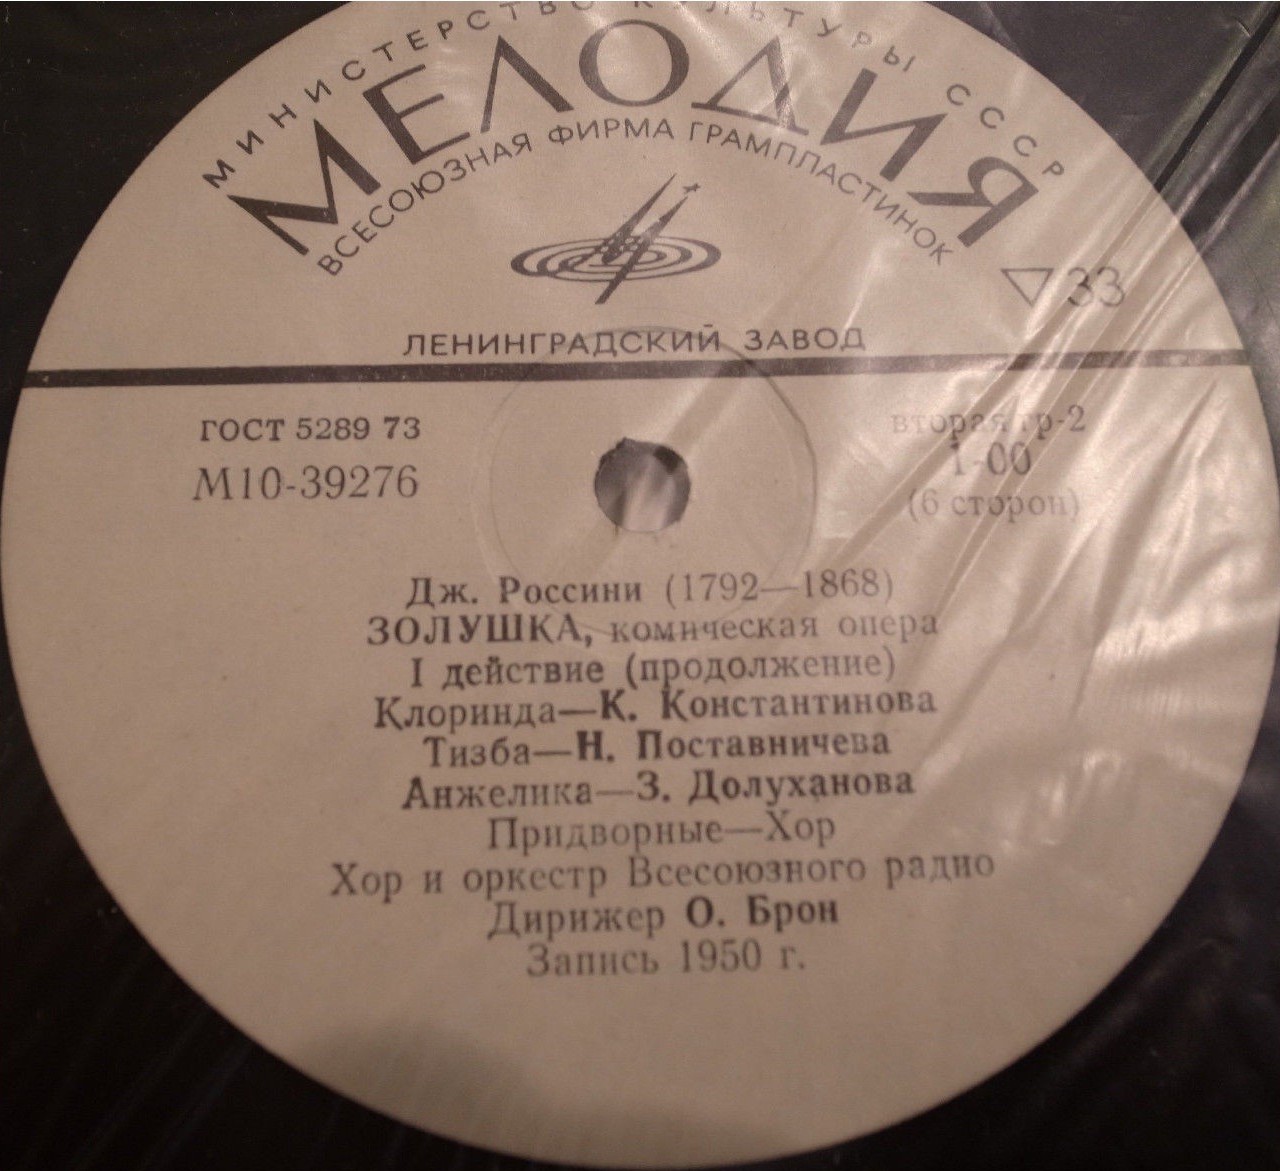 МИНИСТЕРСТВО КУЛЬТУРЫ СССР
МЕЛОДИЯ
ВСЕСОЮЗНАЯ ФИРМА ГРАМПЛАСТИНОК
33
ЛЕНИНГРАДСКИЙ ЗАВОД
ГОСТ 5289 73
вторая гр-2
М10-39276
1-00
(6 сторон)
Дж. Россини (1792—1868)
ЗОЛУШКА, комическая опера
I действие (продолжение)
Клоринда—К. Константинова
Тизба—Н. Поставничева
Анжелика—З. Долуханова
Придворные—Хор
Хор и оркестр Всесоюзного радио
Дирижер О. Брон
Запись 1950 г.